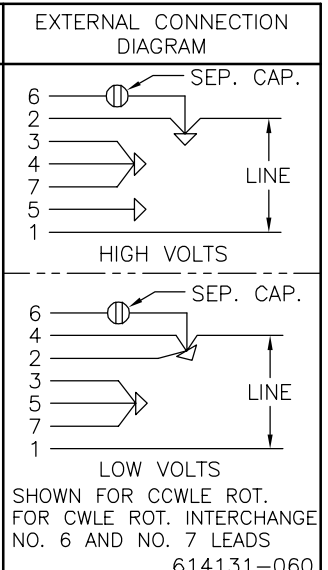 EXTERNAL CONNECTION
DIAGRAM
SEP. CAP.
6
2
3
4
7
5
1
LINE
HIGH VOLTS
SEP. CAP.
6
4
2
3
5
7
1
LINE
LOW VOLTS
SHOWN FOR CCWLE ROT.
FOR CWLE ROT. INTERCHANGE
NO. 6 AND NO. 7 LEADS
614131-060